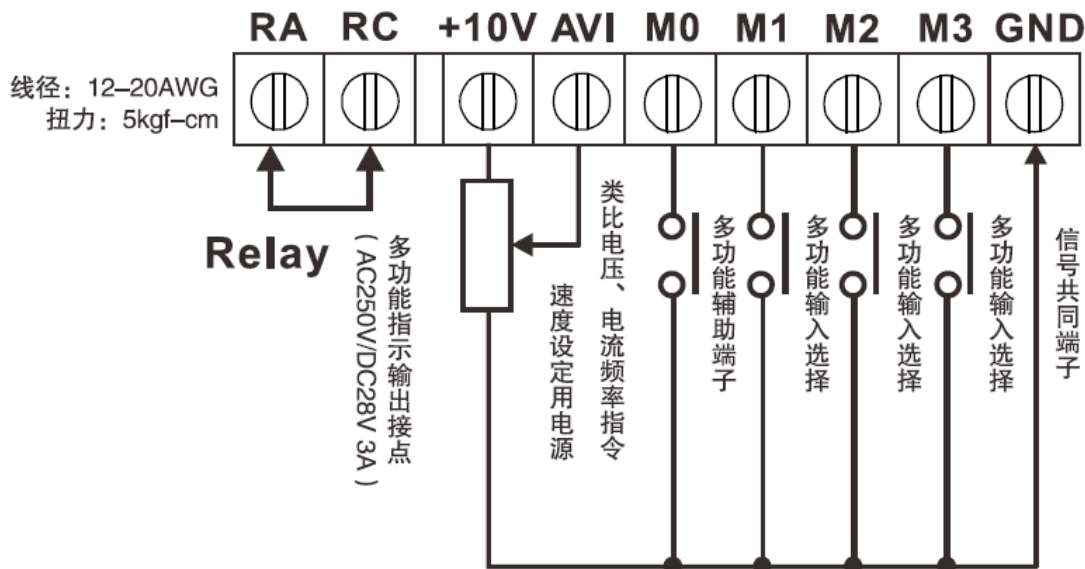 RA RC +10V AVI M0 M1 M2 M3 GND
线径：12–20AWG
扭力：5kgf–cm
Relay
多功能指示输出接点
( AC250V/DC28V 3A )
速度设定用电源
类比电压、电流频率指令
多功能辅助端子
多功能输入选择
多功能输入选择
多功能输入选择
信号共同端子